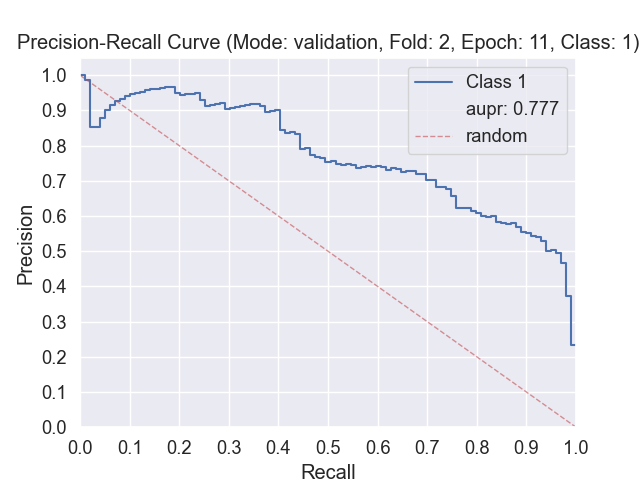 Precision-Recall Curve (Mode: validation, Fold: 2, Epoch: 11, Class: 1)
Class 1
aupr: 0.777
random
Precision
1.0
0.9
0.8
0.7
0.6
0.5
0.4
0.3
0.2
0.1
0.0
0.0 0.1 0.2 0.3 0.4 0.5 0.6 0.7 0.8 0.9 1.0
Recall